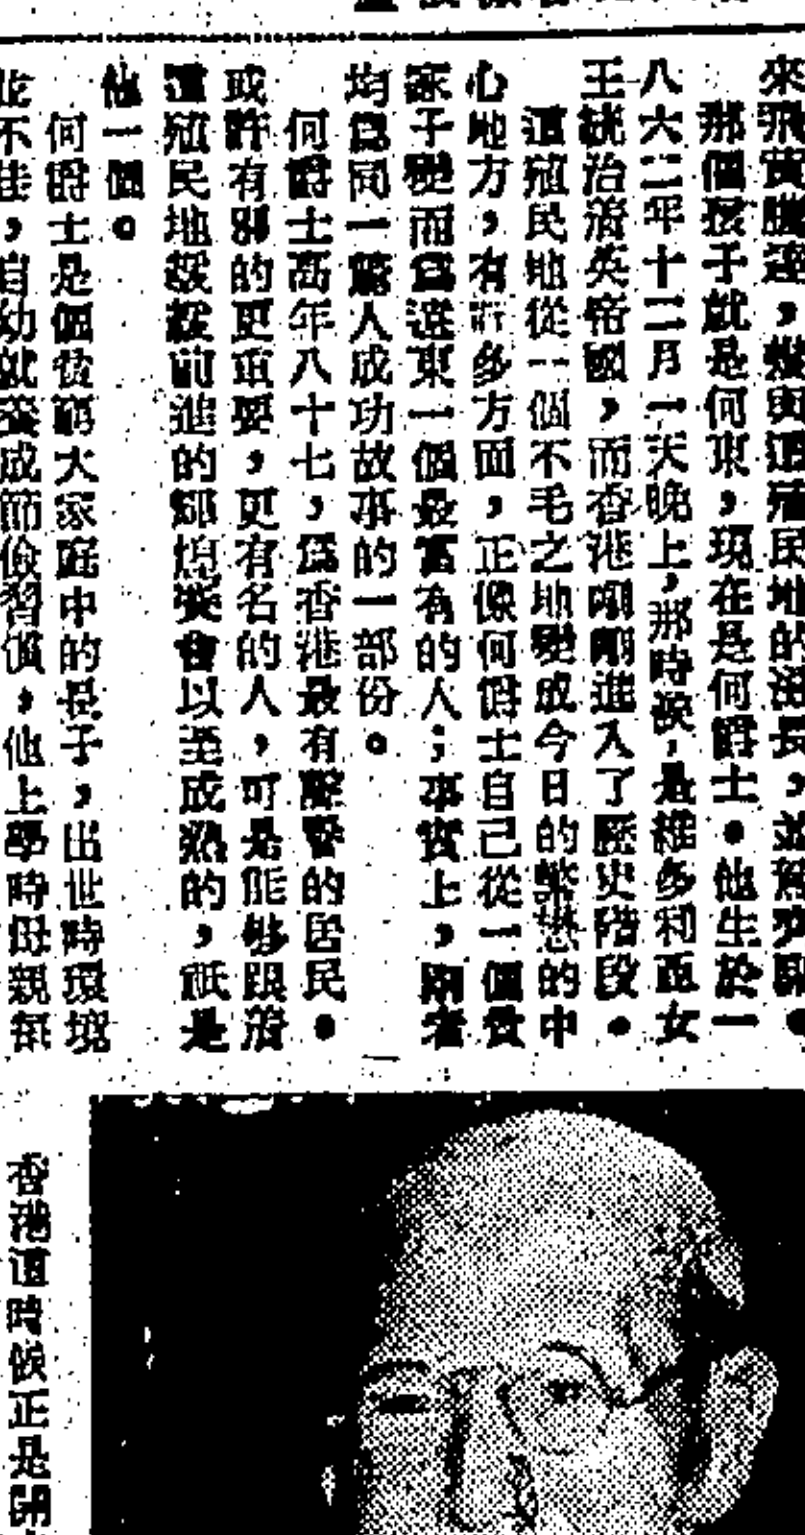 來飛黃騰達，變與這殖民地的滋長，並駕齊驅。
那個孩子就是何東，現在是何爵士。他生於一
八六二年十二月一天晚上，那時候，是維多利亞女
王統治着英帝國，而香港剛剛進入了歷史階段。
這殖民地從一個不毛之地變成今日的繁榮的中
心地方，有許多方面，正像何爵士自己從一個貧
家子變而為遠東一個最富有的人；事實上，兩者
均為同一驚人成功故事的一部份。
何爵士高年八十七，為香港最有聲譽的居民。
或許有別的更重要，更有名的人，可是能够跟着
這殖民地緩緩前進的輝煌獎會以至成熟的，祇是
他一個。
何爵士是個貧窮大家庭中的長子，出世時環境
並不佳，自幼就養成節儉習慣，他上學時母親每
香港這時候正是開